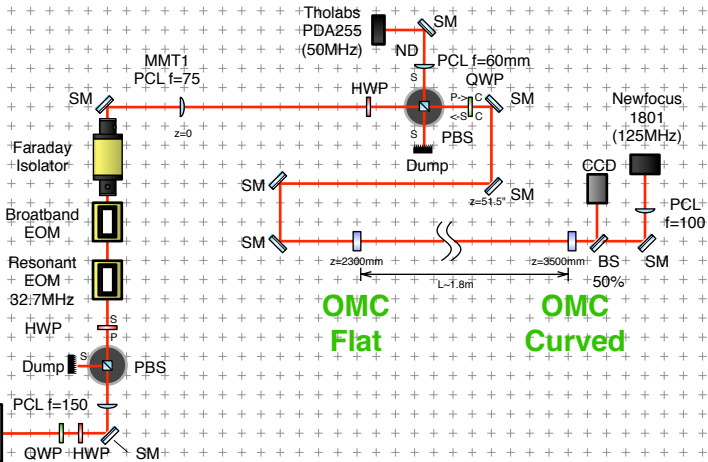 Tholabs
PDA255
(50MHz)
SM
ND
MMT1
PCL f=75
PCL f=60mm
S
QWP
HWP
P-> C
<-S C
SM
SM
z=0
S
PBS
Dump
Newfocus
1801
(125MHz)
Faraday
Isolator
CCD
SM
SM
z=51.5"
PCL
f=100
Broatband
EOM
SM
z=2300mm
z=3500mm
BS
50%
SM
Resonant
EOM
32.7MHz
L~1.8m
OMC
Flat
OMC
Curved
HWP
S
P
Dump
S
PBS
PCL f=150
QWP
HWP
SM